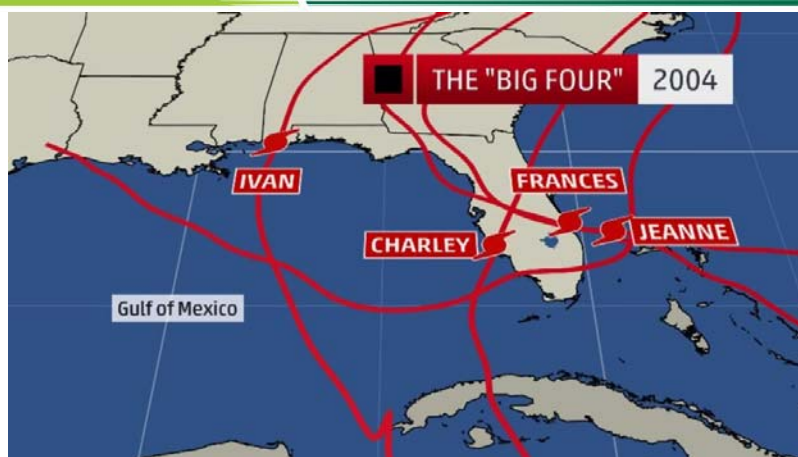 THE "BIG FOUR" 2004
IVAN
FRANCES
CHARLEY
JEANNE
Gulf of Mexico